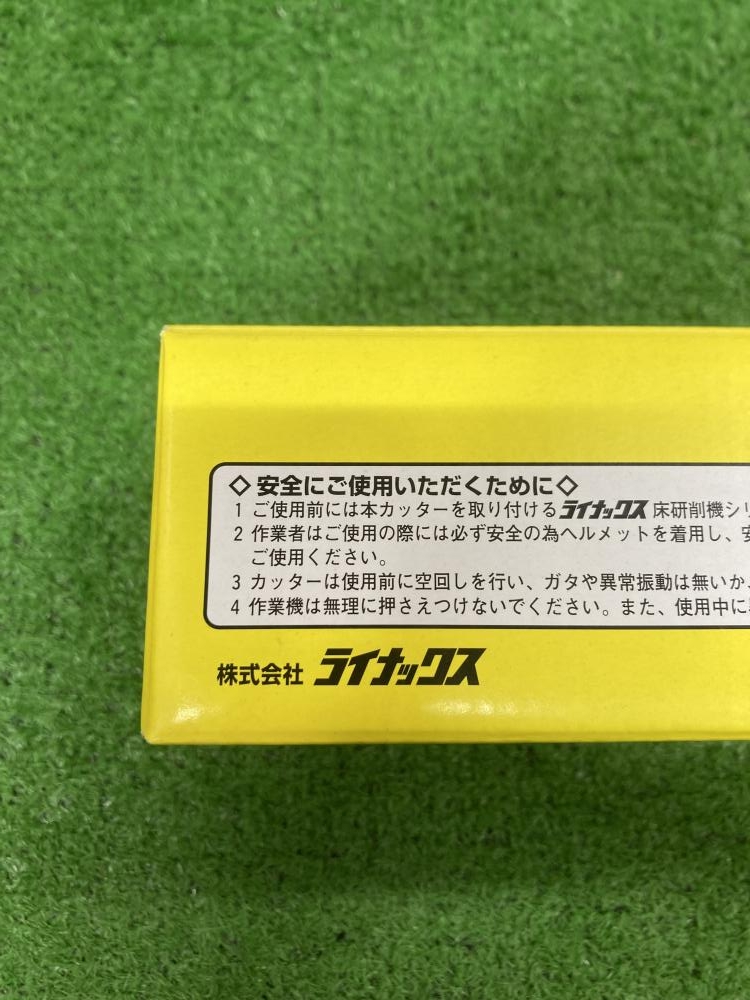 ◇ 安全にご使用いただくために◇
1 ご使用前には本カッターを取り付けるライナックス床研削機シリ
2 作業者はご使用の際には必ず安全の為ヘルメットを着用し、安
ご使用ください。
3 カッターは使用前に空回しを行い、ガタや異常振動は無いか
4 作業機は無理に押さえつけないでください。また、使用中に
株式会社 ライナックス